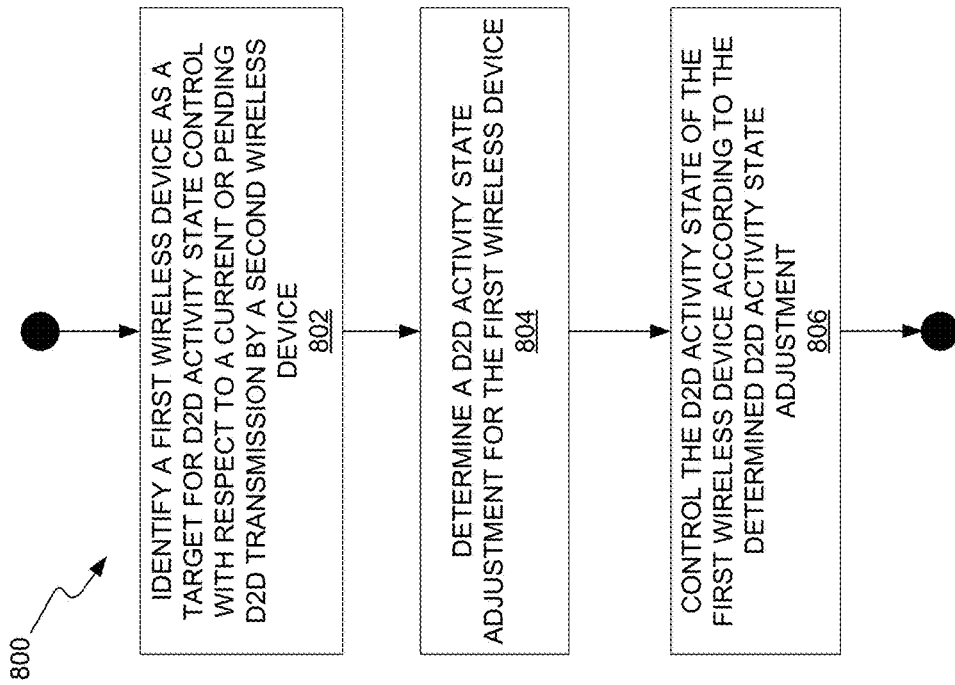 800
IDENTIFY A FIRST WIRELESS DEVICE AS A
TARGET FOR D2D ACTIVITY STATE CONTROL
WITH RESPECT TO A CURRENT OR PENDING
D2D TRANSMISSION BY A SECOND WIRELESS
DEVICE
802
DETERMINE A D2D ACTIVITY STATE
ADJUSTMENT FOR THE FIRST WIRELESS DEVICE
804
CONTROL THE D2D ACTIVITY STATE OF THE
FIRST WIRELESS DEVICE ACCORDING TO THE
DETERMINED D2D ACTIVITY STATE
ADJUSTMENT
806